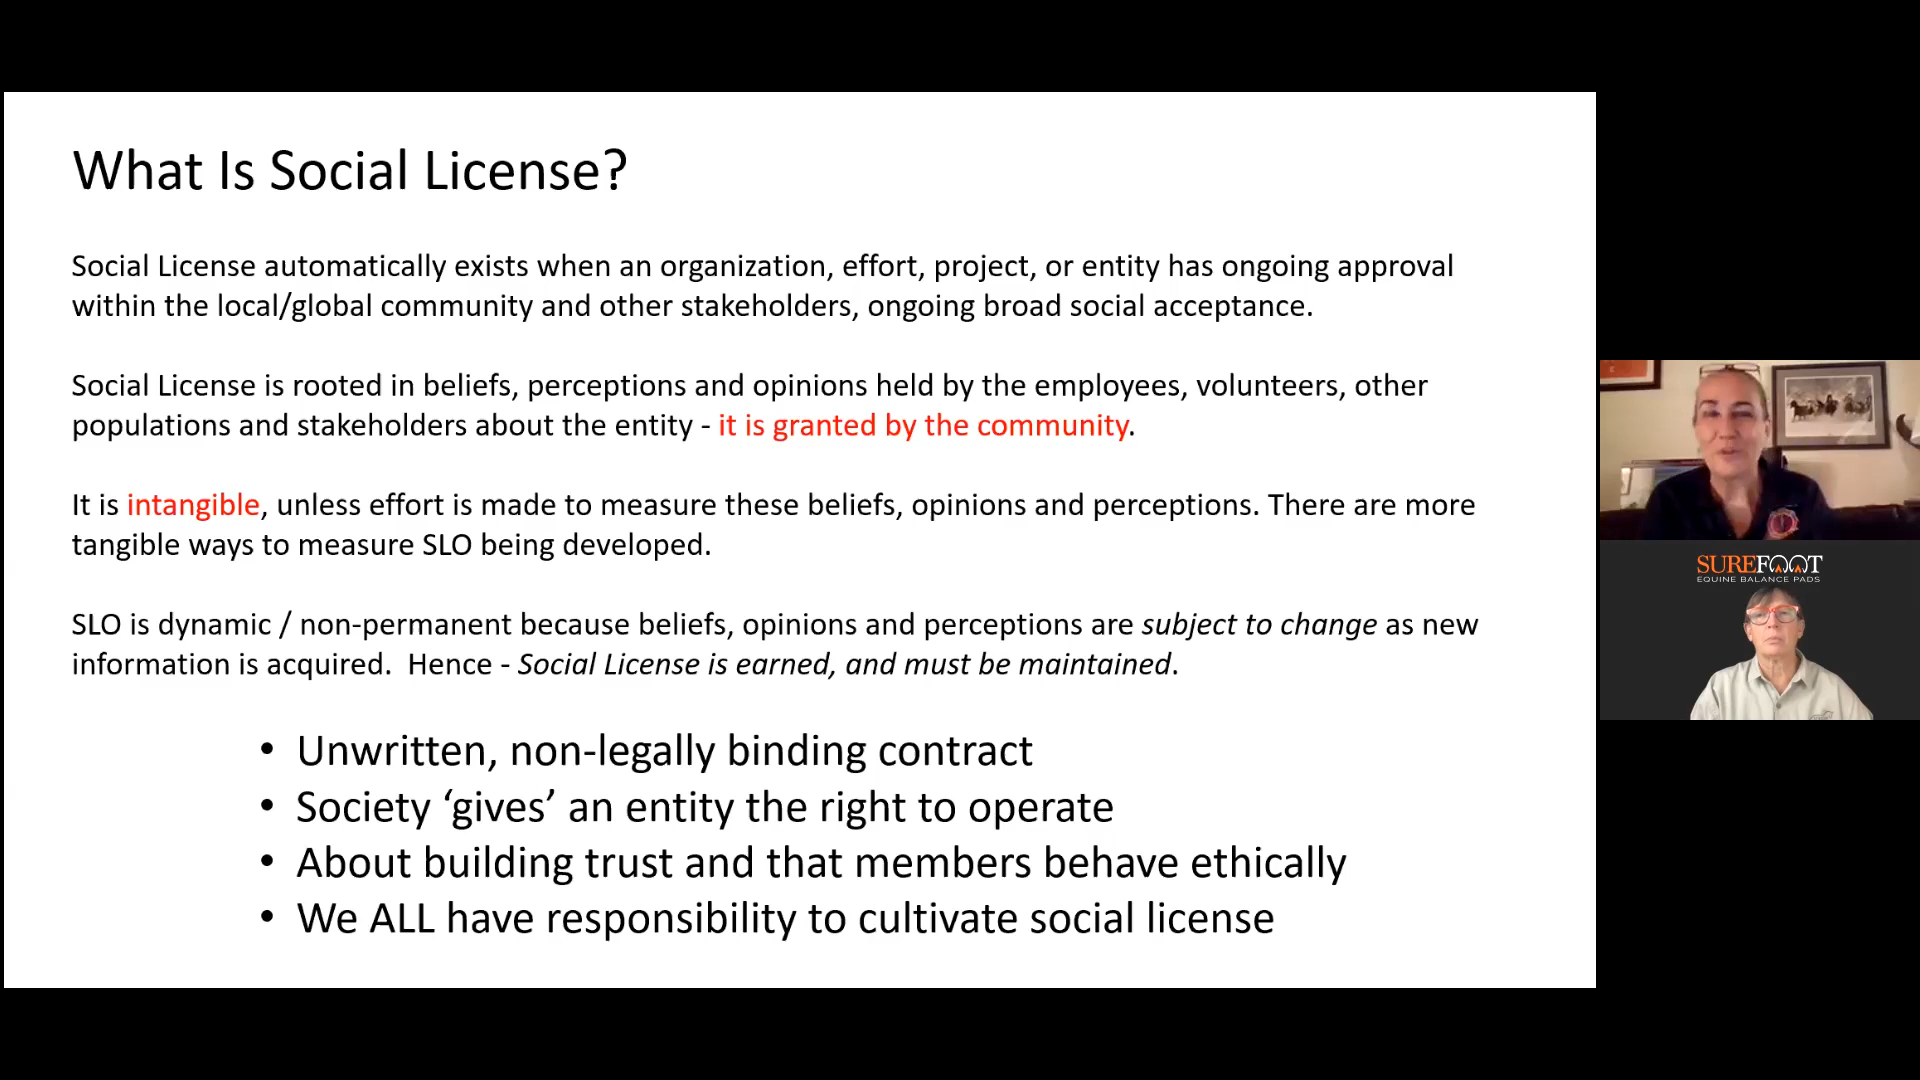 What Is Social License?
Social License automatically exists when an organization, effort, project, or entity has ongoing approval
within the local/global community and other stakeholders, ongoing broad social acceptance.
Social License is rooted in beliefs, perceptions and opinions held by the employees, volunteers, other
populations and stakeholders about the entity - it is granted by the community.
It is intangible, unless effort is made to measure these beliefs, opinions and perceptions. There are more
tangible ways to measure SLO being developed.
SLO is dynamic / non-permanent because beliefs, opinions and perceptions are subject to change as new
information is acquired.  Hence - Social License is earned, and must be maintained.
• Unwritten, non-legally binding contract
• Society ‘gives’ an entity the right to operate
• About building trust and that members behave ethically
• We ALL have responsibility to cultivate social license
SUREFOOT
EQUINE BALANCE PADS